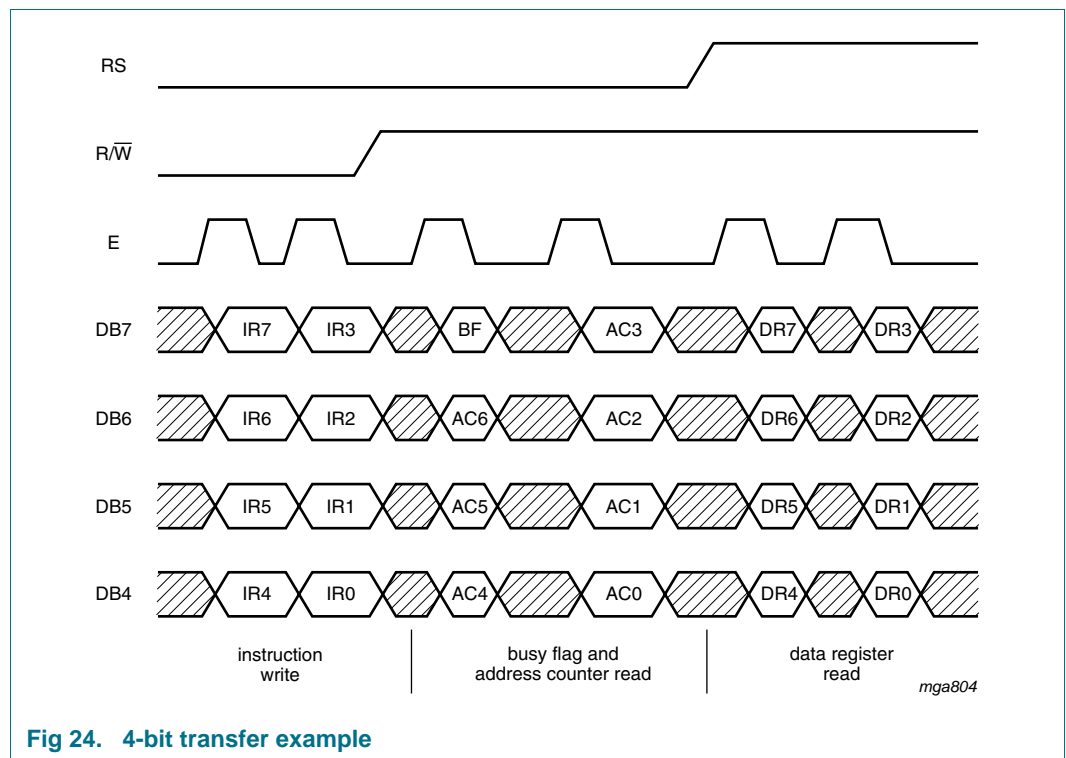 RS
R/W̅
E
DB7 IR7 IR3 BF AC3 DR7 DR3
DB6 IR6 IR2 AC6 AC2 DR6 DR2
DB5 IR5 IR1 AC5 AC1 DR5 DR1
DB4 IR4 IR0 AC4 AC0 DR4 DR0
instruction
write
busy flag and
address counter read
data register
read
mga804
Fig 24. 4-bit transfer example